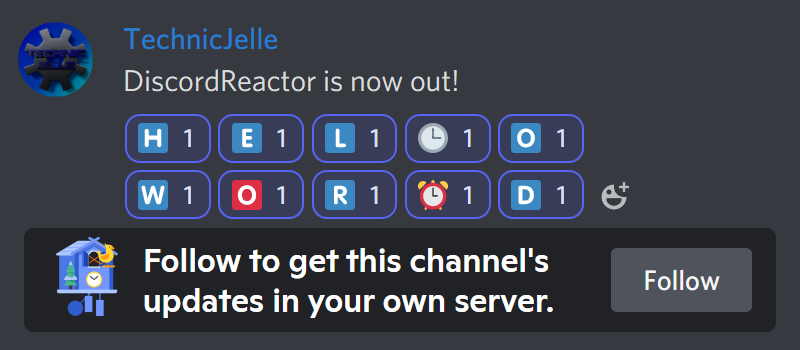 TechnicJelle
DiscordReactor is now out!
H 1 E 1 L 1 🕒 1 O 1
W 1 O 1 R 1 ⏰ 1 D 1
Follow to get this channel's
updates in your own server.
Follow